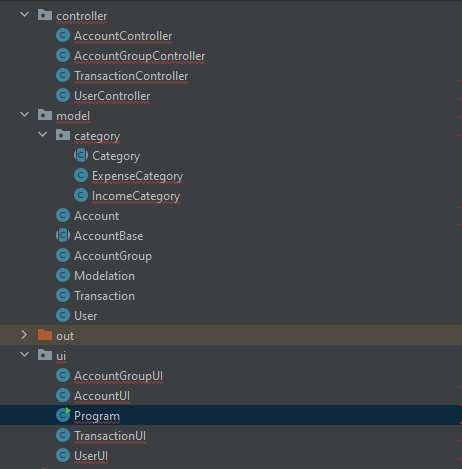 controller
AccountController
AccountGroupController
TransactionController
UserController
model
category
Category
ExpenseCategory
IncomeCategory
Account
AccountBase
AccountGroup
Modelation
Transaction
User
out
ui
AccountGroupUI
AccountUI
Program
TransactionUI
UserUI